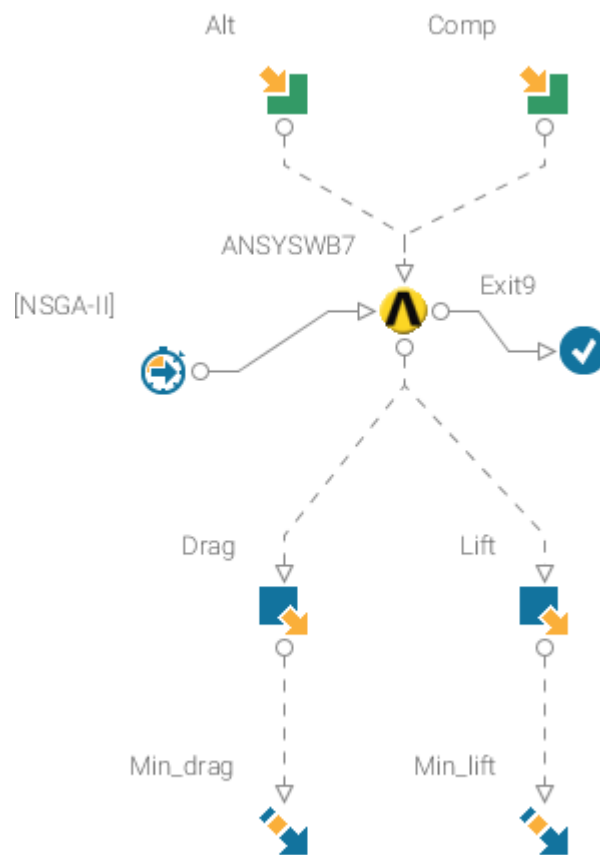 Alt
Comp
ANSYSWB7
[NSGA-II]
Exit9
Drag
Lift
Min_drag
Min_lift